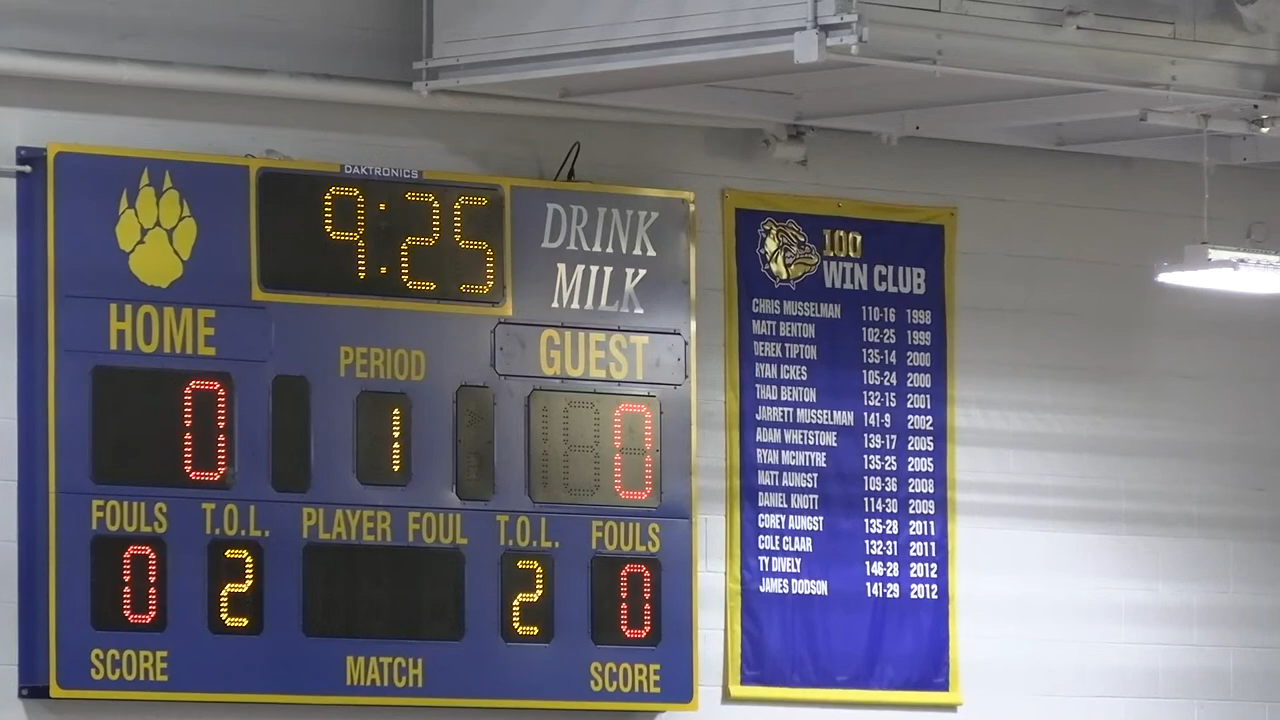 DAKTRONICS
9:25
DRINK
MILK
HOME
PERIOD
GUEST
0
1
0
FOULS
T.O.L.
PLAYER FOUL
T.O.L.
FOULS
0
2
2
0
SCORE
MATCH
SCORE
100
WIN CLUB
CHRIS MUSSELMAN 110-16 1998
MATT BENTON 102-25 1999
DEREK TIPTON 135-14 2000
RYAN ICKES 105-24 2000
THAD BENTON 132-15 2001
JARRETT MUSSELMAN 141-9 2002
ADAM WHETSTONE 139-17 2005
RYAN MCINTYRE 135-25 2005
MATT AUNGST 109-36 2008
DANIEL KNOTT 114-30 2009
COREY AUNGST 135-28 2011
COLE CLAAR 132-31 2011
TY DIVELY 146-28 2012
JAMES DODSON 141-29 2012